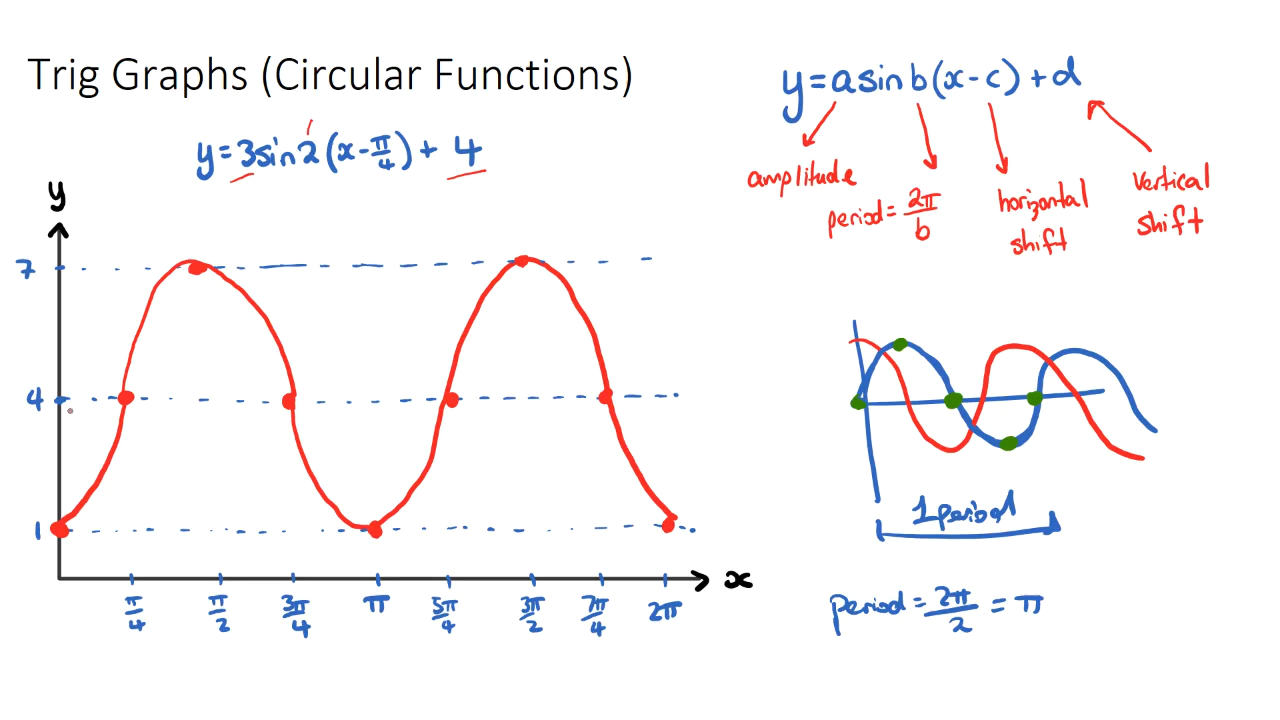 Trig Graphs (Circular Functions)
y=3sin2(x-π/4)+4
y
7
4
1
π/4 π/2 3π/4 π 5π/4 3π/2 7π/4 2π
x
y=asinb(x-c)+d
amplitude
period=2π/b
horizontal
shift
vertical
shift
1 period
period=2π/2=π